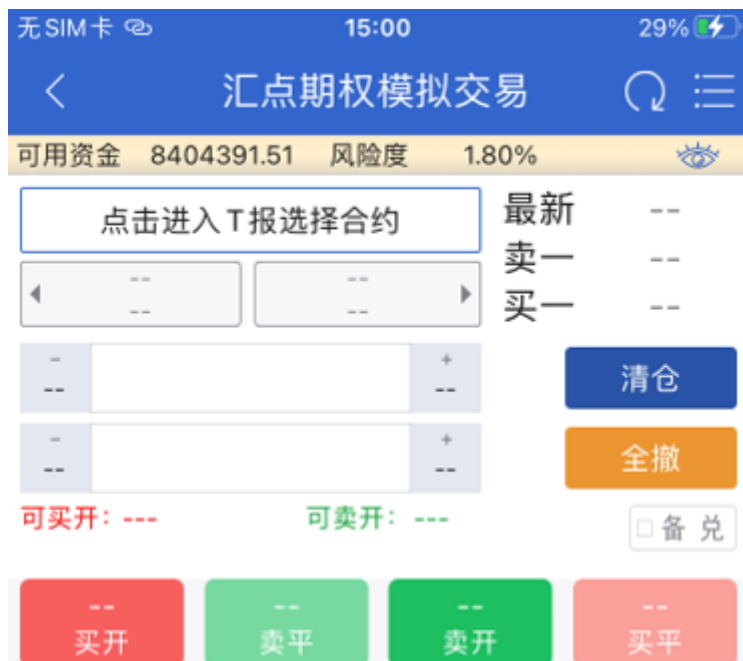 无SIM卡 15:00 29%
汇点期权模拟交易
可用资金 8404391.51 风险度 1.80%
点击进入T报选择合约
最新 --
卖一 --
买一 --
-- --
-- --
- +
-- --
清仓
- +
-- --
全撤
可买开: --- 可卖开: ---
备 兑
-- -- -- --
买开 卖平 卖开 买平